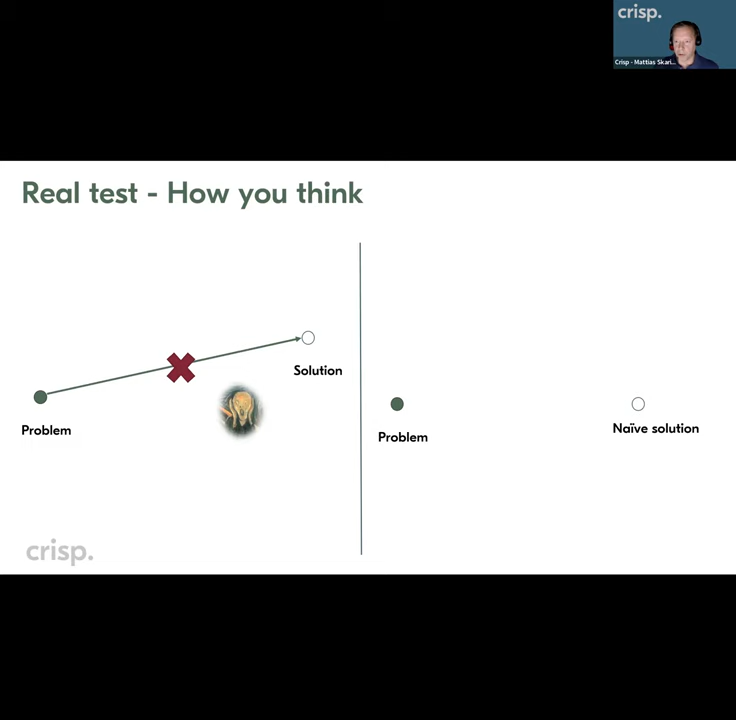 crisp.
Crisp - Mattias Skari...
Real test - How you think
Solution
Problem
Naïve solution
Problem
crisp.